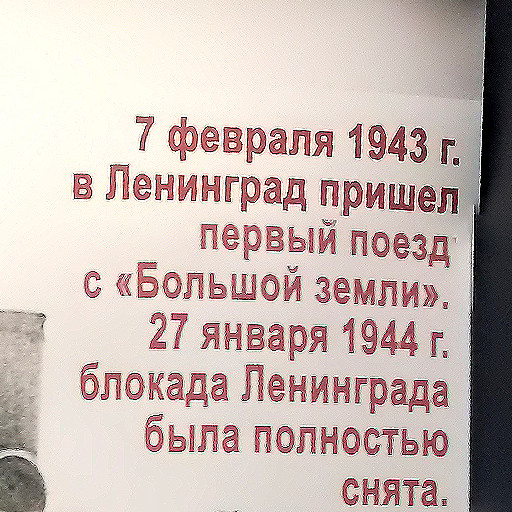 7 февраля 1943 г.
в Ленинград пришел
первый поезд
с «Большой земли».
27 января 1944 г.
блокада Ленинграда
была полностью
снята.